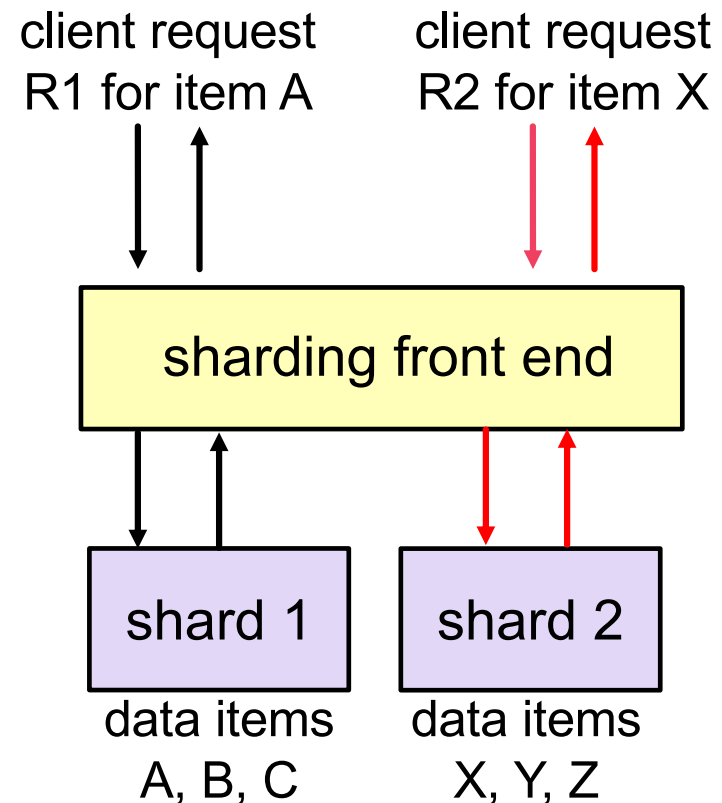 client request
R1 for item A
client request
R2 for item X
sharding front end
shard 1
shard 2
data items
A, B, C
data items
X, Y, Z